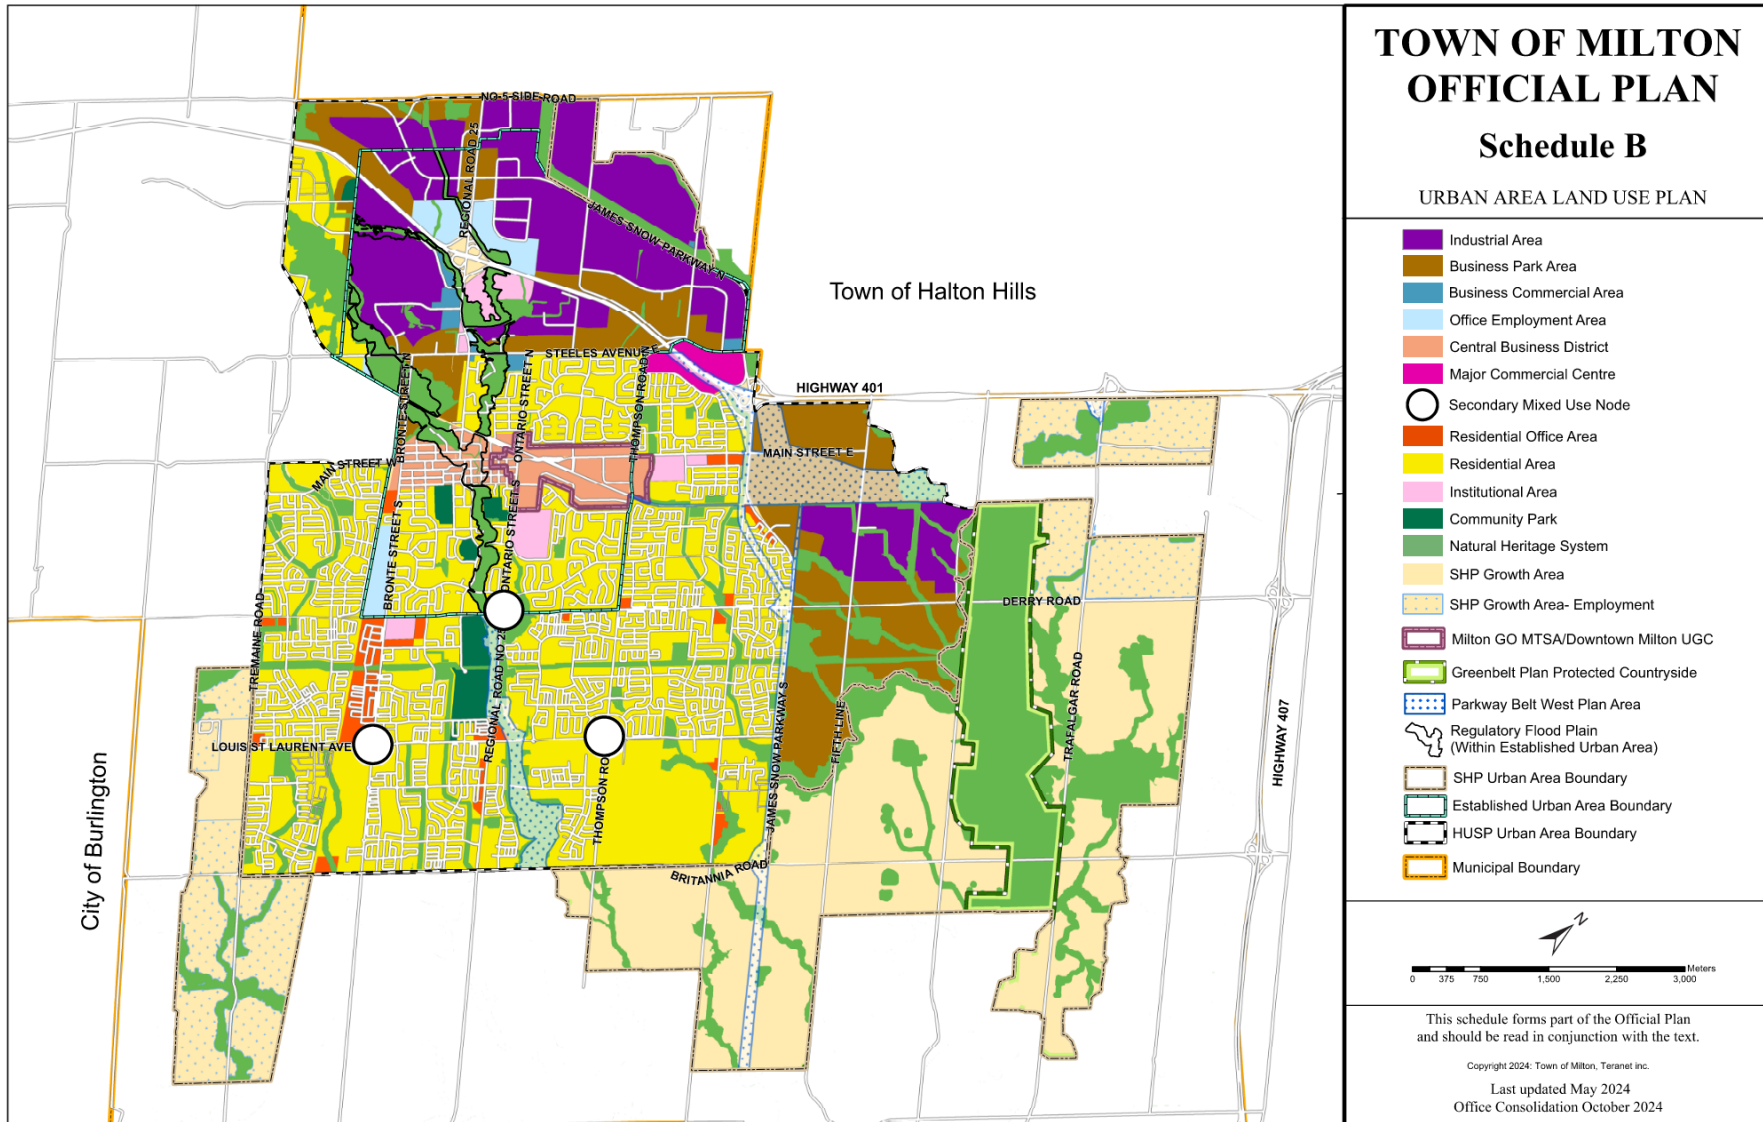 TOWN OF MILTON
OFFICIAL PLAN
Schedule B
URBAN AREA LAND USE PLAN
Industrial Area
Business Park Area
Business Commercial Area
Office Employment Area
Central Business District
Major Commercial Centre
Secondary Mixed Use Node
Residential Office Area
Residential Area
Institutional Area
Community Park
Natural Heritage System
SHP Growth Area
SHP Growth Area- Employment
Milton GO MTSA/Downtown Milton UGC
Greenbelt Plan Protected Countryside
Parkway Belt West Plan Area
Regulatory Flood Plain
(Within Established Urban Area)
SHP Urban Area Boundary
Established Urban Area Boundary
HUSP Urban Area Boundary
Municipal Boundary
N
Meters
0 375 750 1,500 2,250 3,000
This schedule forms part of the Official Plan
and should be read in conjunction with the text.
Copyright 2024: Town of Milton, Teranet inc.
Last updated May 2024
Office Consolidation October 2024
NO 5 SIDE ROAD
REGIONAL ROAD 25
JAMES SNOW PARKWAY N
Town of Halton Hills
STEELES AVENUE E
HIGHWAY 401
BRONTE STREET N
ONTARIO STREET N
THOMPSON ROAD N
MAIN STREET W
MAIN STREET E
BRONTE STREET S
ONTARIO STREET S
DERRY ROAD
TREMAINE ROAD
REGIONAL ROAD NO 25
JAMES SNOW PARKWAY S
FIFTH LINE
TRAFALGAR ROAD
HIGHWAY 407
LOUIS ST LAURENT AVE
THOMPSON RO
City of Burlington
BRITANNIA ROAD